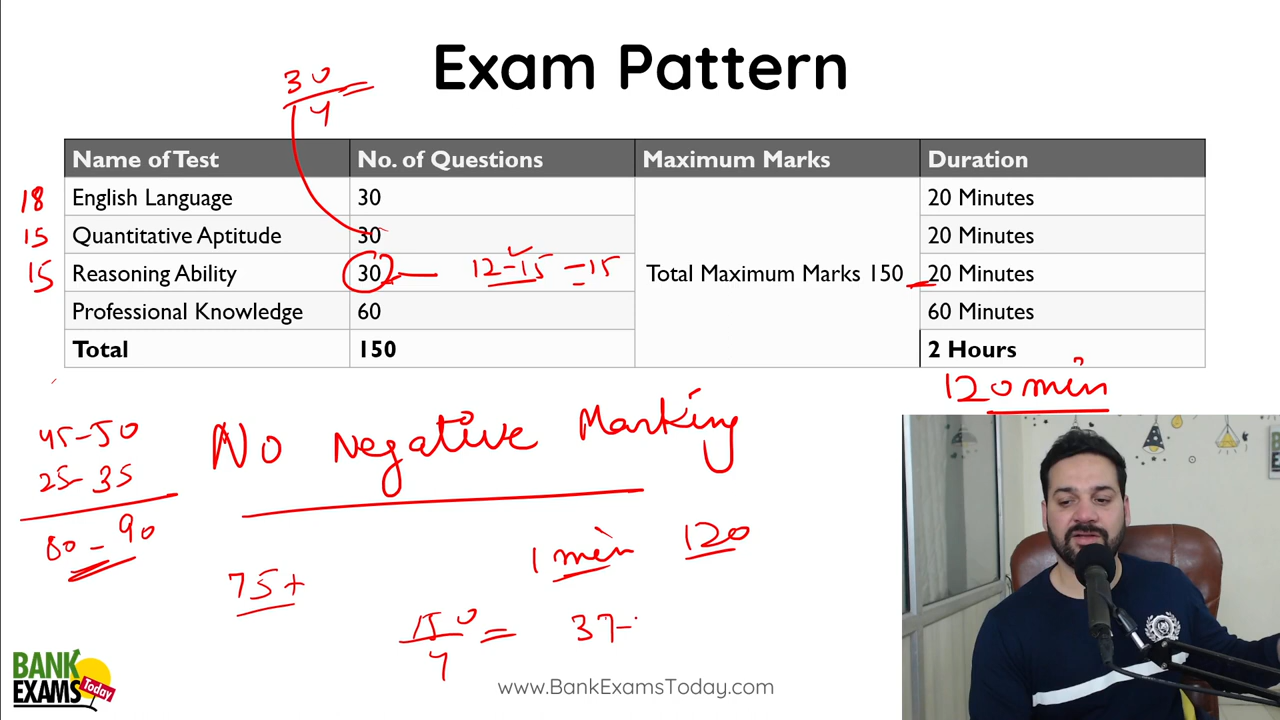 Exam Pattern
30
4 =
Name of Test No. of Questions Maximum Marks Duration
18 English Language 30 20 Minutes
15 Quantitative Aptitude 30 20 Minutes
15 Reasoning Ability 30 12-15 -15 Total Maximum Marks 150 20 Minutes
Professional Knowledge 60 60 Minutes
Total 150 2 Hours
120 min
45-50
25-35
80-90
No Negative Marking
75+
1 min 120
150
4 = 37-
BANK
EXAMS
Today
www.BankExamsToday.com